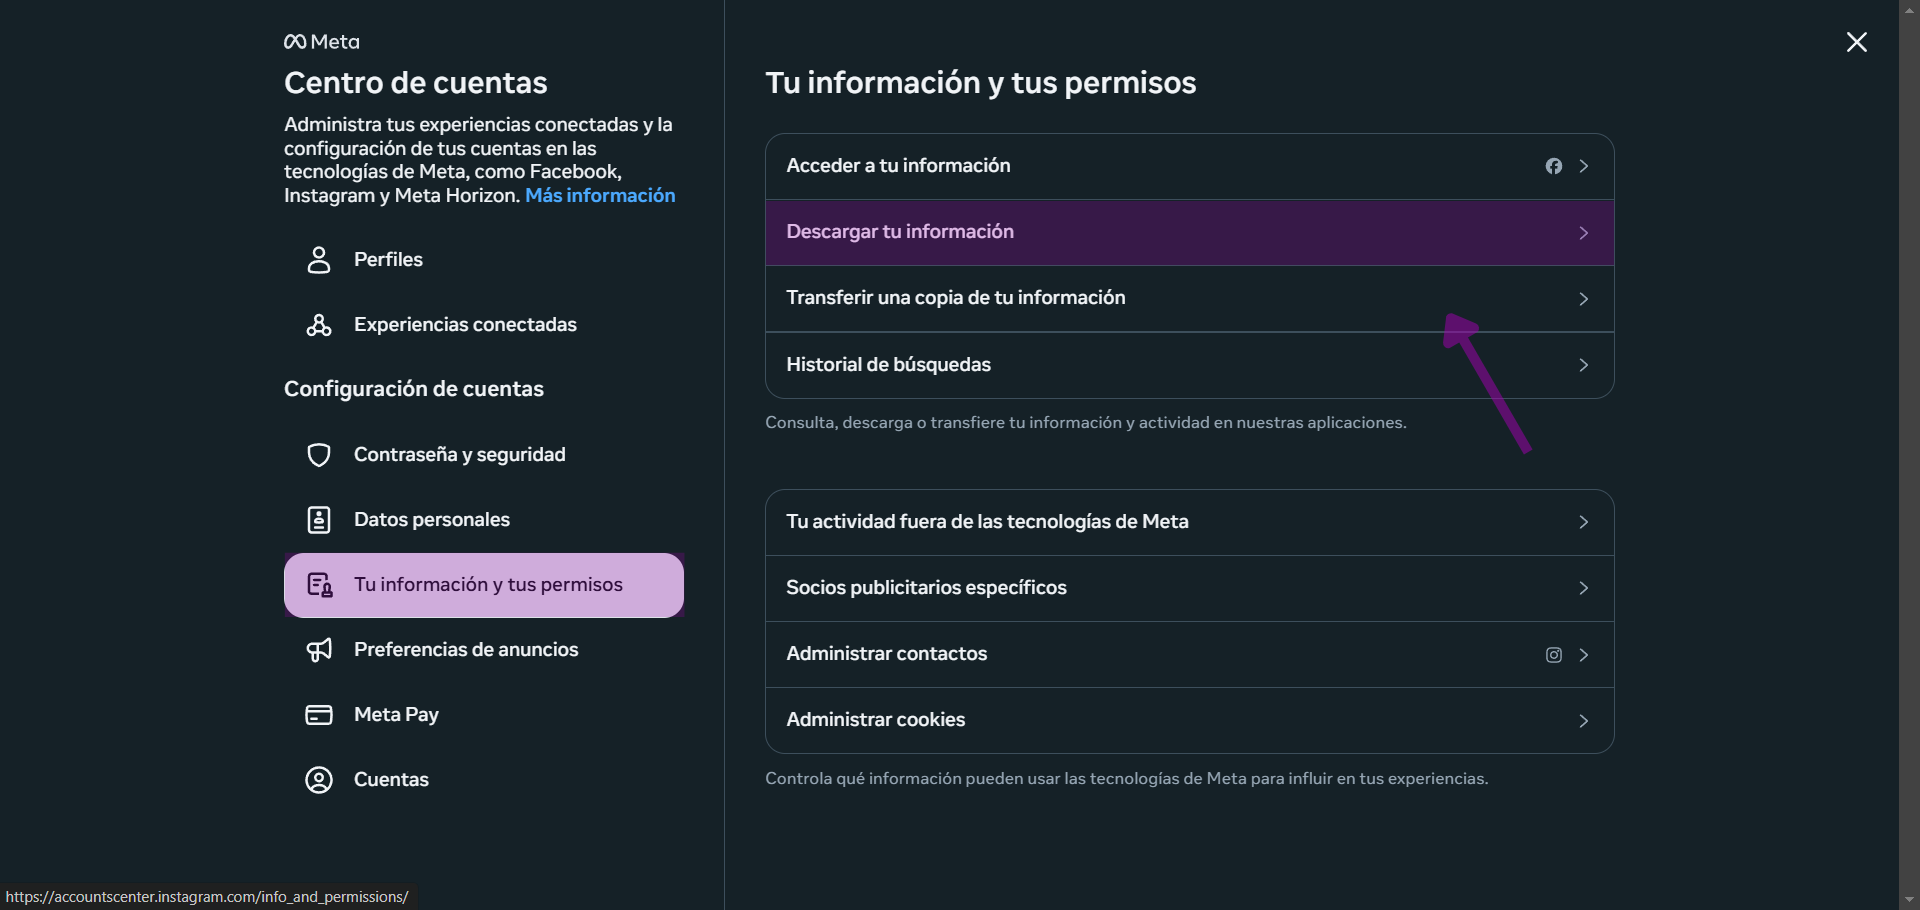 Meta
Centro de cuentas
Administra tus experiencias conectadas y la
configuración de tus cuentas en las
tecnologías de Meta, como Facebook,
Instagram y Meta Horizon. Más información
Perfiles
Experiencias conectadas
Configuración de cuentas
Contraseña y seguridad
Datos personales
Tu información y tus permisos
Preferencias de anuncios
Meta Pay
Cuentas
Tu información y tus permisos
Acceder a tu información
Descargar tu información
Transferir una copia de tu información
Historial de búsquedas
Consulta, descarga o transfiere tu información y actividad en nuestras aplicaciones.
Tu actividad fuera de las tecnologías de Meta
Socios publicitarios específicos
Administrar contactos
Administrar cookies
Controla qué información pueden usar las tecnologías de Meta para influir en tus experiencias.
https://accountscenter.instagram.com/info_and_permissions/